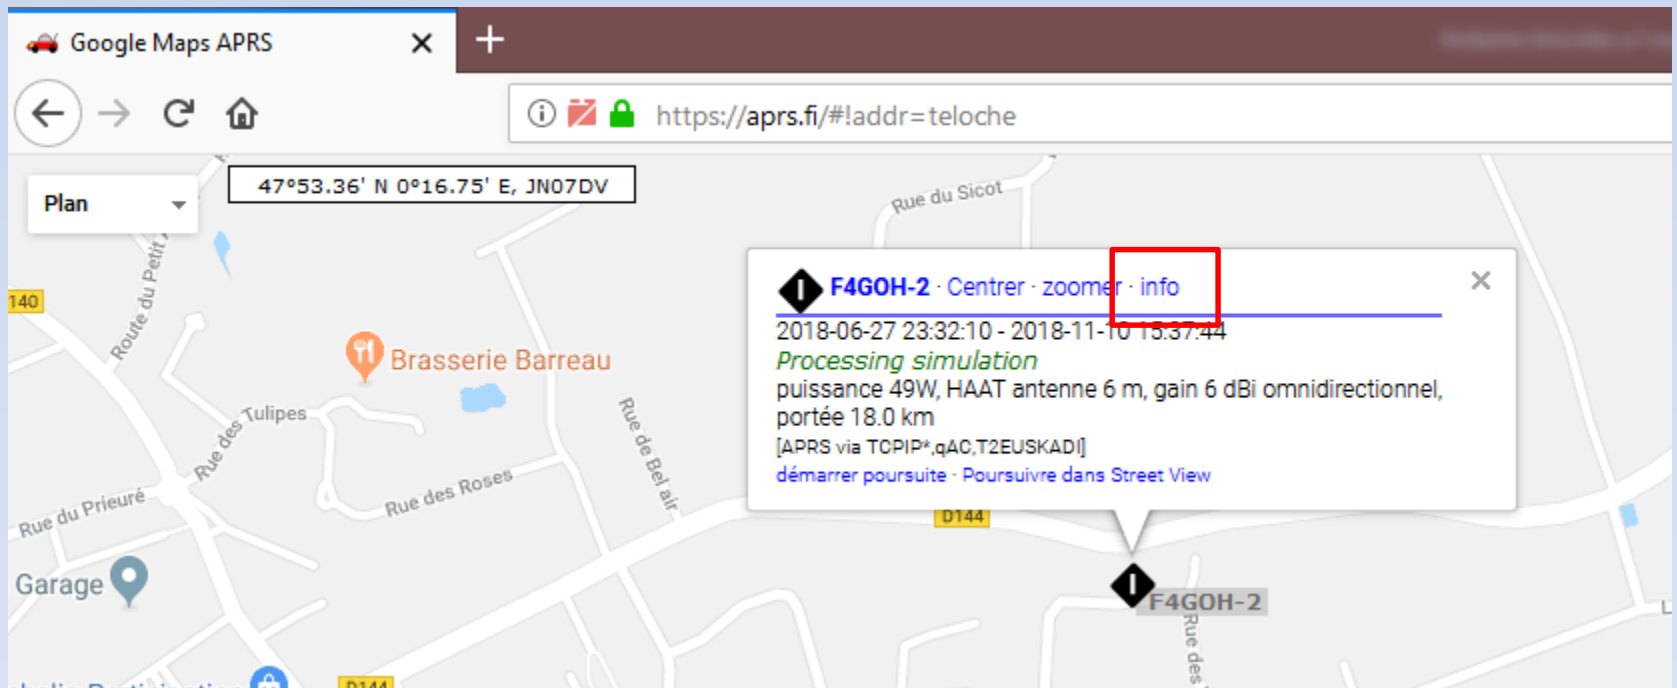 Google Maps APRS
https://aprs.fi/#!addr=teloche
Plan
47°53.36' N 0°16.75' E, JN07DV
Rue du Sicot
Route du Petit
140
F4GOH-2 · Centrer · zoomer · info
2018-06-27 23:32:10 - 2018-11-10 15:37:44
Processing simulation
puissance 49W, HAAT antenne 6 m, gain 6 dBi omnidirectionnel,
portée 18.0 km
[APRS via TCPIP*,qAC,T2EUSKADI]
démarrer poursuite · Poursuivre dans Street View
Brasserie Barreau
Rue des Tulipes
Rue de Bel air
Rue des Roses
Rue du Prieuré
D144
Garage
I
F4GOH-2
Rue des
D144